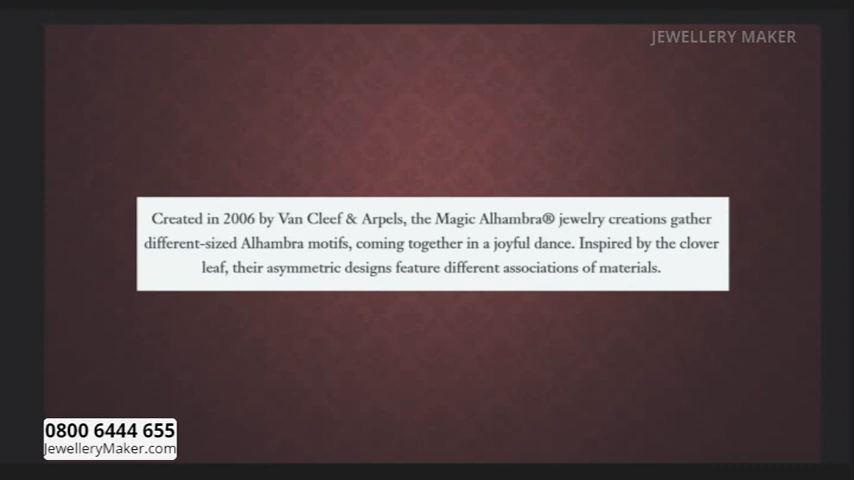 JEWELLERY MAKER
Created in 2006 by Van Cleef & Arpels, the Magic Alhambra® jewelry creations gather
different-sized Alhambra motifs, coming together in a joyful dance. Inspired by the clover
leaf, their asymmetric designs feature different associations of materials.
0800 6444 655
JewelleryMaker.com